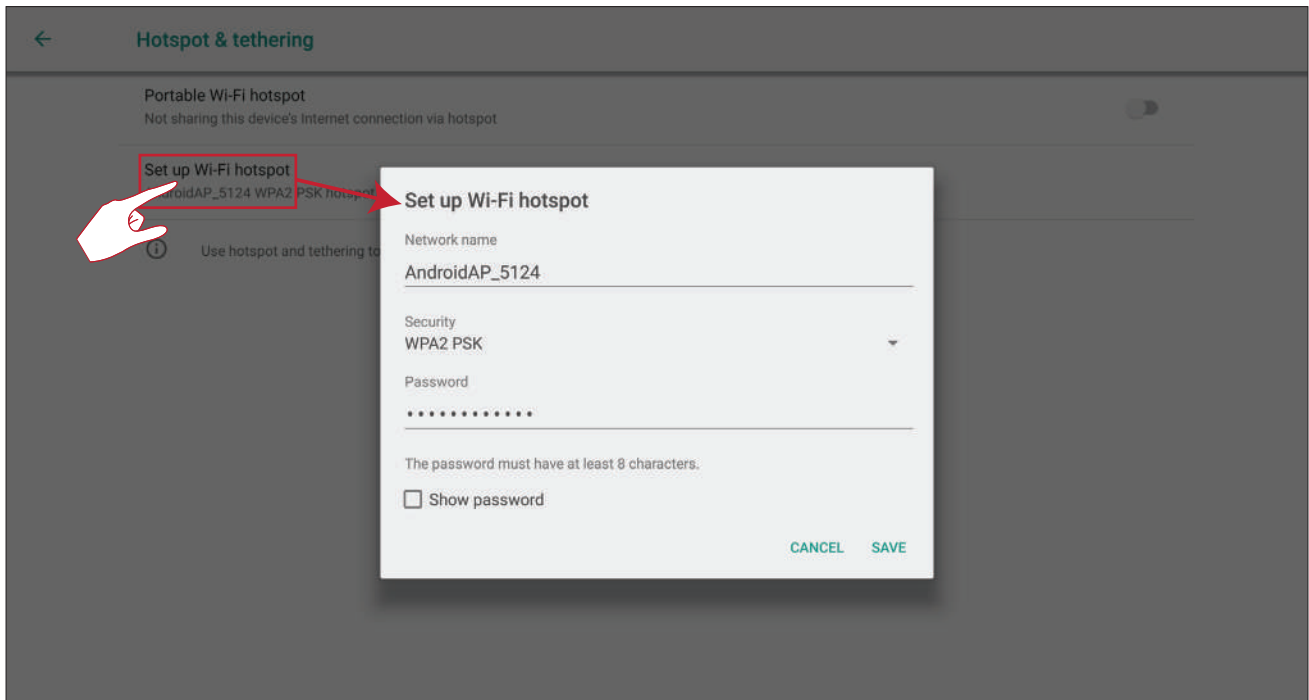 Hotspot & tethering
Portable Wi-Fi hotspot
Not sharing this device's Internet connection via hotspot
Set up Wi-Fi hotspot
AndroidAP_5124 WPA2 PSK hotspot
Use hotspot and tethering to
Set up Wi-Fi hotspot
Network name
AndroidAP_5124
Security
WPA2 PSK
Password
••••••••••••
The password must have at least 8 characters.
Show password
CANCEL SAVE